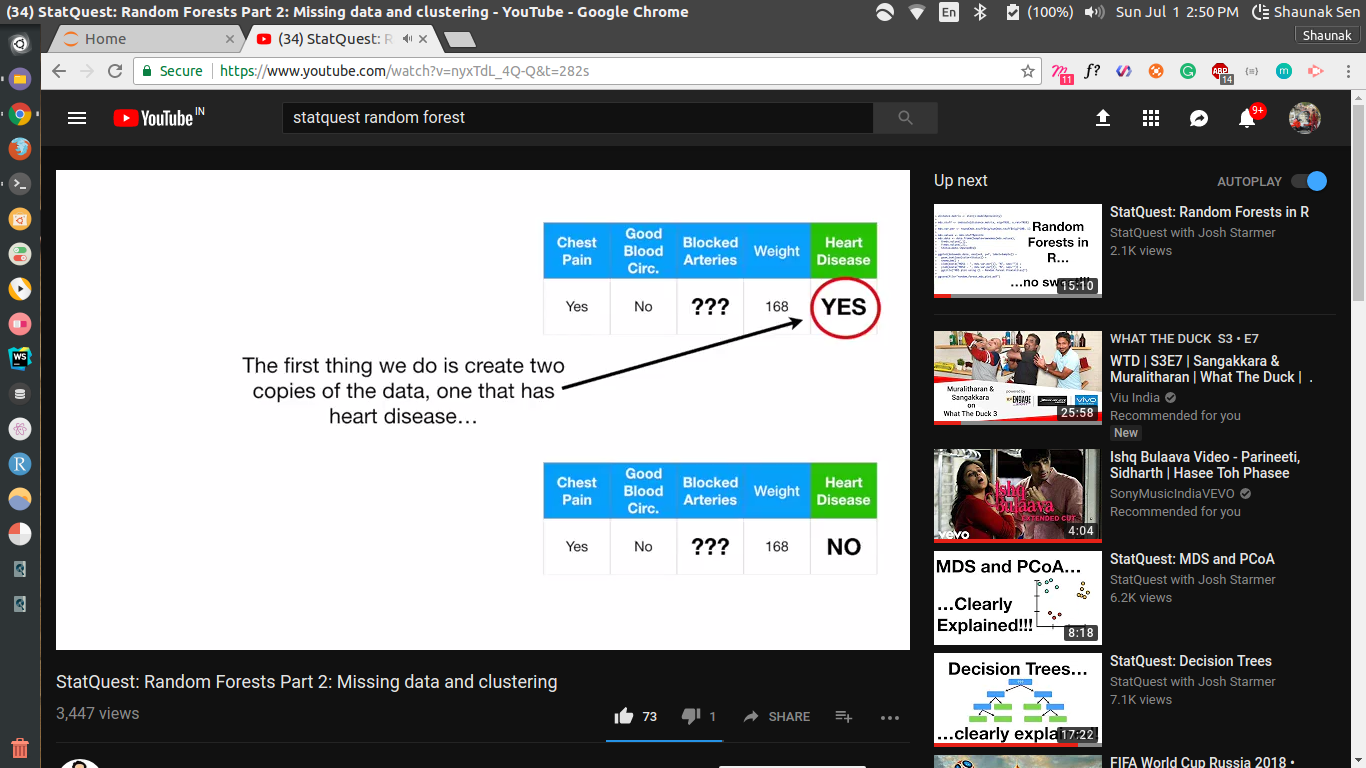 (34) StatQuest: Random Forests Part 2: Missing data and clustering - YouTube - Google Chrome
En (100%) Sun Jul 1 2:50 PM Shaunak Sen
Home (34) StatQuest: R Shaunak
Secure https://www.youtube.com/watch?v=nyxTdL_4Q-Q&t=282s
11 f? ABP 14 m
YouTube IN
statquest random forest
9+
Chest Pain
Good Blood Circ.
Blocked Arteries
Weight
Heart Disease
Yes No ??? 168 YES
The first thing we do is create two
copies of the data, one that has
heart disease…
Chest Pain
Good Blood Circ.
Blocked Arteries
Weight
Heart Disease
Yes No ??? 168 NO
StatQuest: Random Forests Part 2: Missing data and clustering
3,447 views
73 1 SHARE
Up next AUTOPLAY
Random
Forests in
R…
…no
15:10
StatQuest: Random Forests in R
StatQuest with Josh Starmer
2.1K views
Muralitharan &
Sangakkara
on
What The Duck 3
ENGAGE
vivo
25:58
WHAT THE DUCK S3 • E7
WTD | S3E7 | Sangakkara &
Muralitharan | What The Duck | .
Viu India
Recommended for you
New
Ishq
Bulaava
EXTENDED CUT
vevo
4:04
Ishq Bulaava Video - Parineeti,
Sidharth | Hasee Toh Phasee
SonyMusicIndiaVEVO
Recommended for you
MDS and PCoA…
…Clearly
Explained!!!
8:18
StatQuest: MDS and PCoA
StatQuest with Josh Starmer
6.2K views
Decision Trees…
…clearly
17:22
StatQuest: Decision Trees
StatQuest with Josh Starmer
7.1K views
FIFA World Cup Russia 2018 •
WS
R